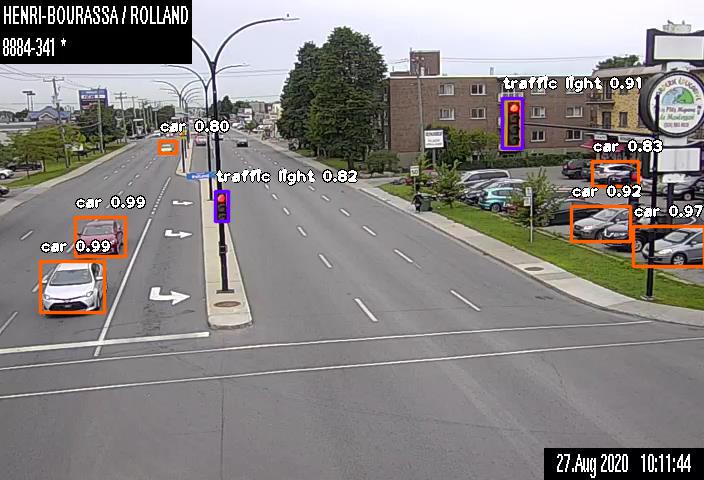 HENRI-BOURASSA / ROLLAND
8884-341 *
traffic light 0.91
car 0.80
car 0.83
traffic light 0.82
car 0.92
car 0.99
car 0.97
car 0.99
27.Aug 2020 10:11:44